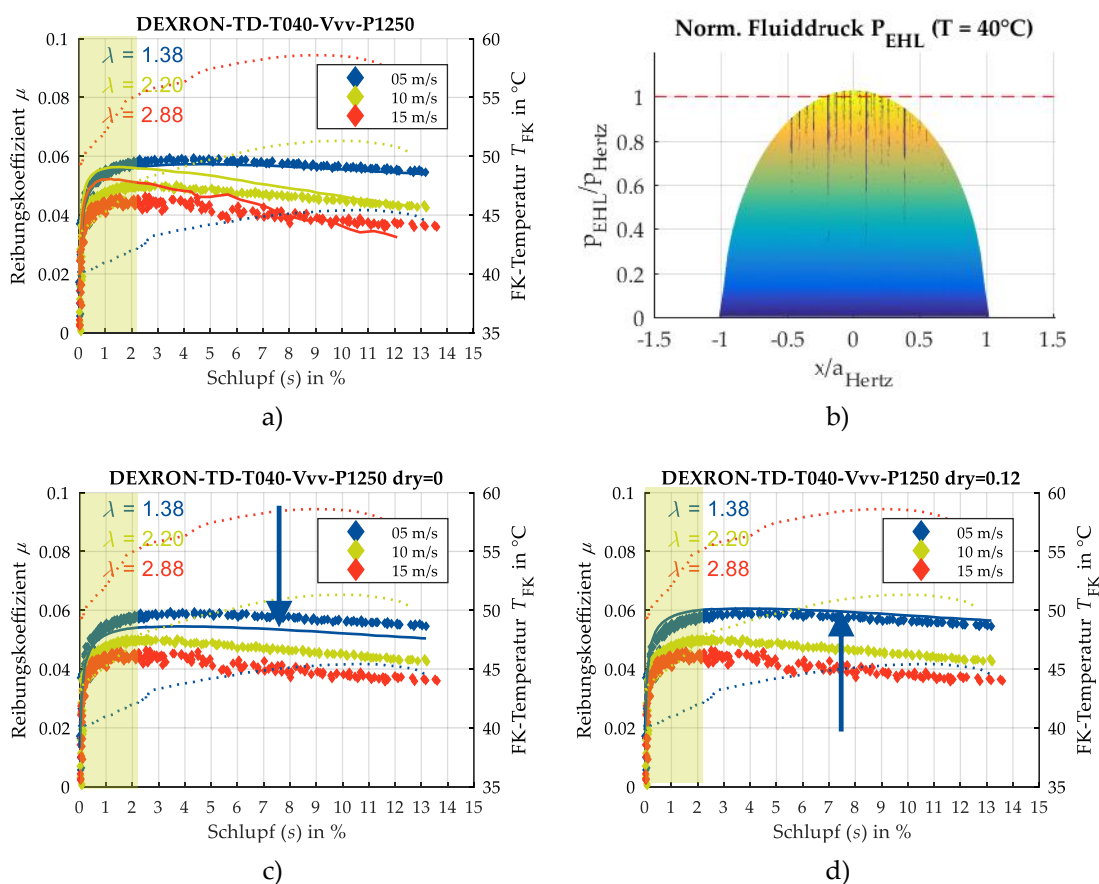 DEXRON-TD-T040-Vvv-P1250
0.1
0.08
0.06
0.04
0.02
0
Reibungskoeffizient μ
λ = 1.38
λ = 2.20
λ = 2.88
05 m/s
10 m/s
15 m/s
60
55
50
45
40
35
FK-Temperatur T_FK in °C
0 1 2 3 4 5 6 7 8 9 10 11 12 13 14 15
Schlupf (s) in %
a)
Norm. Fluiddruck P_EHL (T = 40°C)
1
0.8
0.6
0.4
0.2
0
p_EHL/p_Hertz
-1.5 -1 -0.5 0 0.5 1 1.5
x/a_Hertz
b)
DEXRON-TD-T040-Vvv-P1250 dry=0
0.1
0.08
0.06
0.04
0.02
0
Reibungskoeffizient μ
λ = 1.38
λ = 2.20
λ = 2.88
05 m/s
10 m/s
15 m/s
60
55
50
45
40
35
FK-Temperatur T_FK in °C
0 1 2 3 4 5 6 7 8 9 10 11 12 13 14 15
Schlupf (s) in %
c)
DEXRON-TD-T040-Vvv-P1250 dry=0.12
0.1
0.08
0.06
0.04
0.02
0
Reibungskoeffizient μ
λ = 1.38
λ = 2.20
λ = 2.88
05 m/s
10 m/s
15 m/s
60
55
50
45
40
35
FK-Temperatur T_FK in °C
0 1 2 3 4 5 6 7 8 9 10 11 12 13 14 15
Schlupf (s) in %
d)